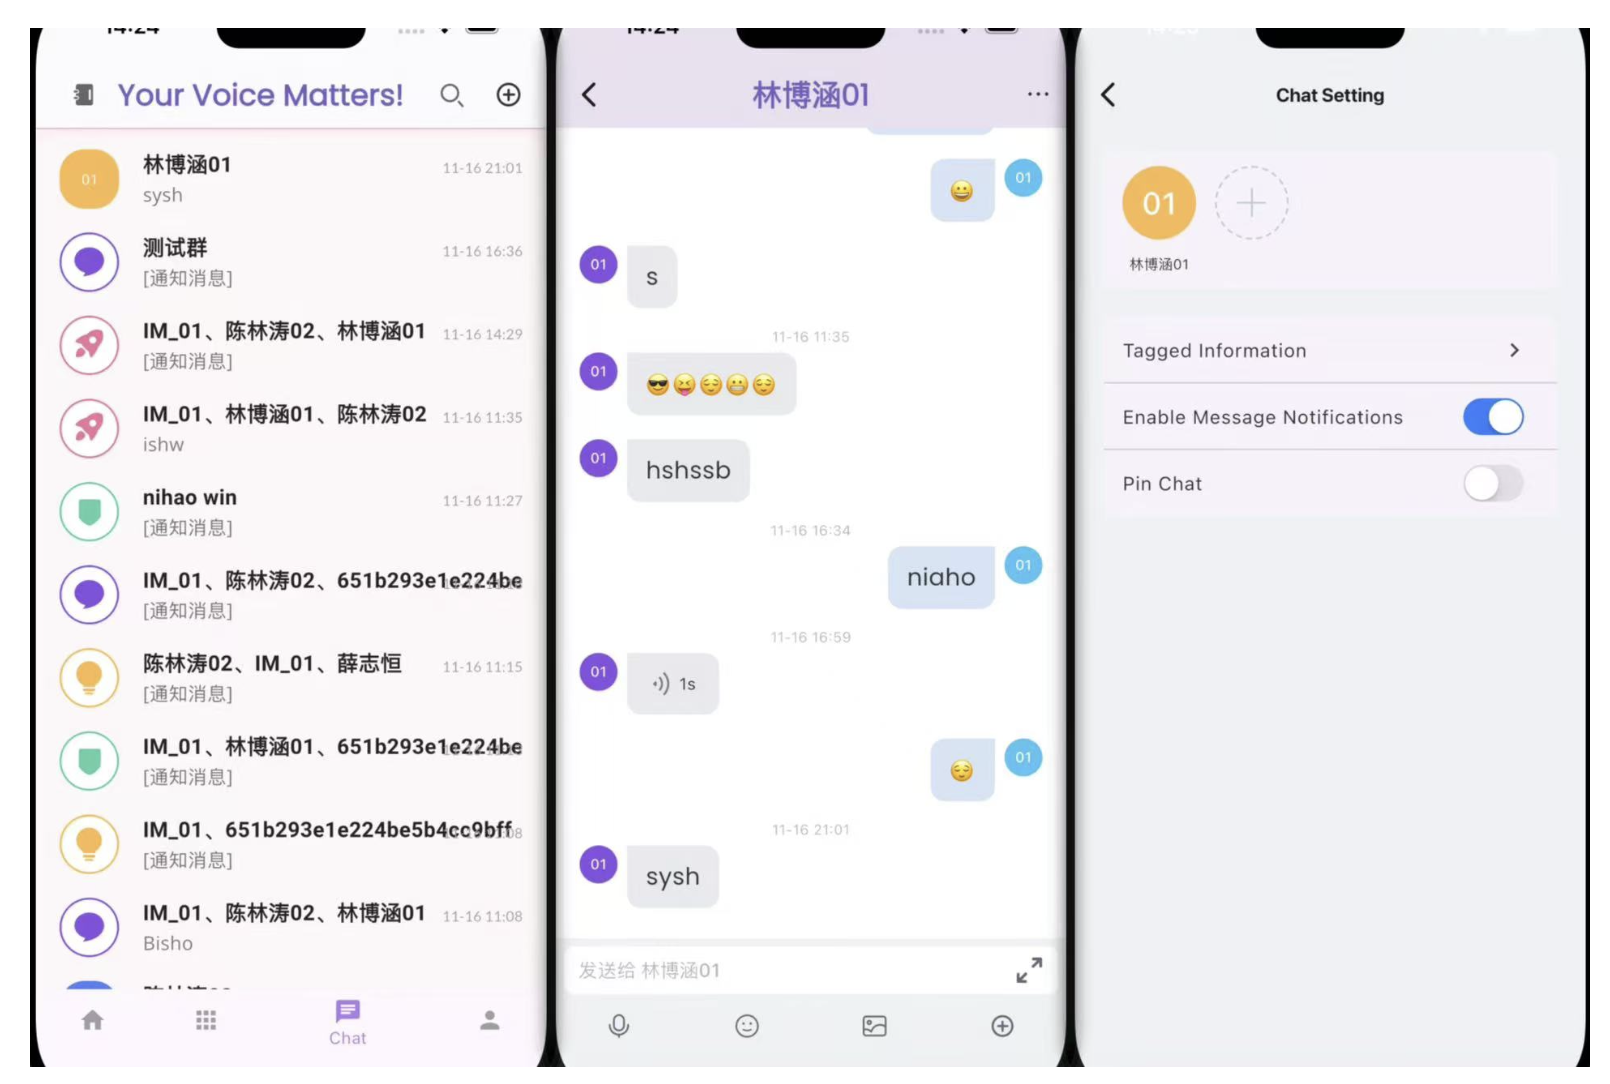 14:24
Your Voice Matters!
01
林博涵01
11-16 21:01
sysh
测试群
11-16 16:36
[通知消息]
IM_01、陈林涛02、林博涵01
11-16 14:29
[通知消息]
IM_01、林博涵01、陈林涛02
11-16 11:35
ishw
nihao win
11-16 11:27
[通知消息]
IM_01、陈林涛02、651b293e1e224be
[通知消息]
陈林涛02、IM_01、薛志恒
11-16 11:15
[通知消息]
IM_01、林博涵01、651b293e1e224be
[通知消息]
IM_01、651b293e1e224be5b4cc9bff
[通知消息]
IM_01、陈林涛02、林博涵01
11-16 11:08
Bisho
Chat
14:24
林博涵01
01
01
s
11-16 11:35
01
😎😝😌😬😌
01
hshssb
11-16 16:34
niaho
01
11-16 16:59
01
1s
01
11-16 21:01
01
sysh
发送给 林博涵01
Chat Setting
01
林博涵01
Tagged Information
Enable Message Notifications
Pin Chat